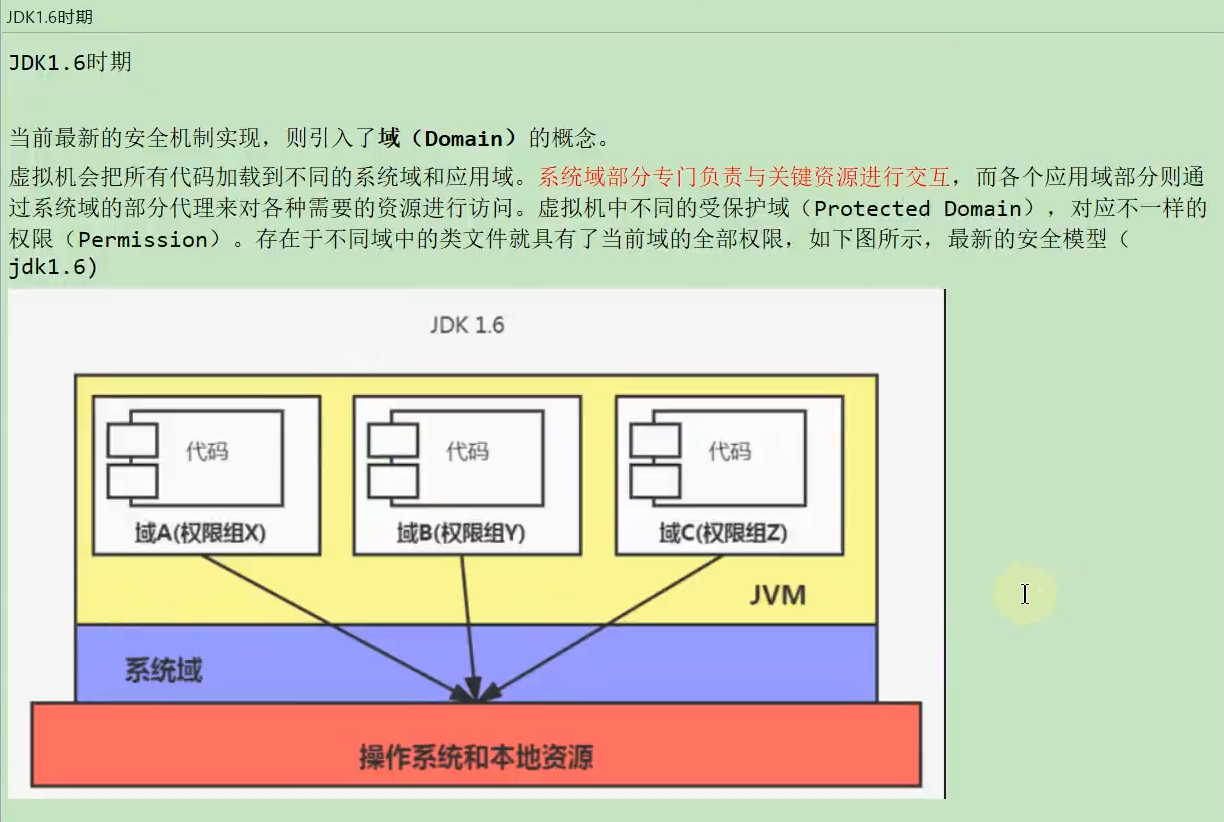 JDK1.6时期
JDK1.6时期
当前最新的安全机制实现，则引入了域（Domain）的概念。
虚拟机会把所有代码加载到不同的系统域和应用域。系统域部分专门负责与关键资源进行交互，而各个应用域部分则通
过系统域的部分代理来对各种需要的资源进行访问。虚拟机中不同的受保护域（Protected Domain），对应不一样的
权限（Permission）。存在于不同域中的类文件就具有了当前域的全部权限，如下图所示，最新的安全模型（
jdk1.6)
JDK 1.6
代码
代码
代码
域A(权限组X)
域B(权限组Y)
域C(权限组Z)
JVM
系统域
操作系统和本地资源